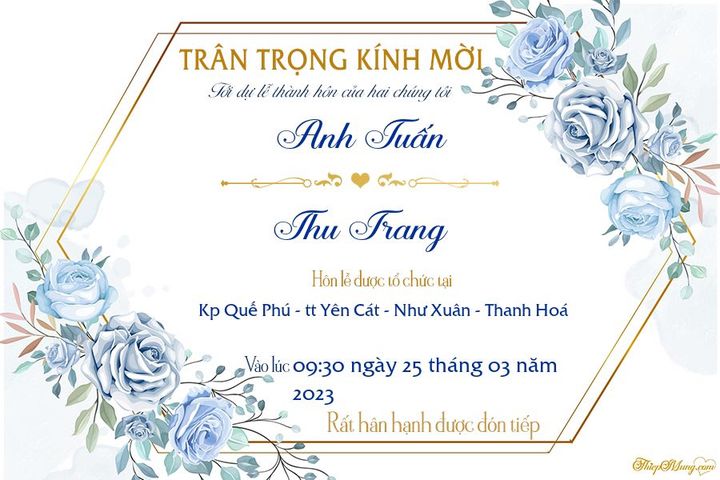 TRÂN TRỌNG KÍNH MỜI
Tới dự lễ thành hôn của hai chúng tôi
Anh Tuấn
Thu Trang
Hôn lễ được tổ chức tại
Kp Quế Phú - tt Yên Cát - Như Xuân - Thanh Hoá
Vào lúc 09:30 ngày 25 tháng 03 năm
2023
Rất hân hạnh được đón tiếp
ThiepMung.com